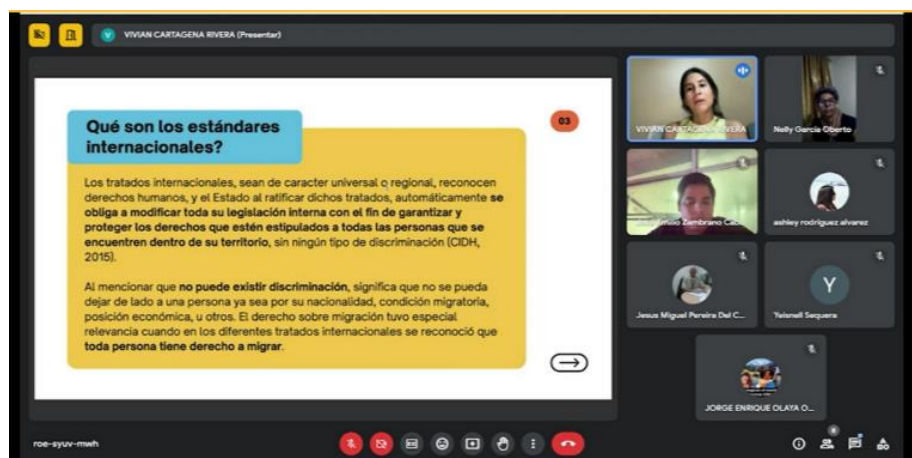 V VIVIAN CARTAGENA RIVERA (Presentar)
Qué son los estándares
internacionales?
03
Los tratados internacionales, sean de caracter universal o regional, reconocen
derechos humanos, y el Estado al ratificar dichos tratados, automáticamente se
obliga a modificar toda su legislación interna con el fin de garantizar y
proteger los derechos que estén estipulados a todas las personas que se
encuentren dentro de su territorio, sin ningún tipo de discriminación (CIDH,
2015).
Al mencionar que no puede existir discriminación, significa que no se pueda
dejar de lado a una persona ya sea por su nacionalidad, condición migratoria,
posición económica, u otros. El derecho sobre migración tuvo especial
relevancia cuando en los diferentes tratados internacionales se reconoció que
toda persona tiene derecho a migrar.
VIVIAN CARTAGENA RIVERA
Nelly Garcia Oberto
Emilio Zambrano
ashley rodriguez alvarez
Jesus Miguel Pereira Del C...
Y
Yeisnell Sequera
JORGE ENRIQUE OLAYA O...
roe-syuv-mwh
8